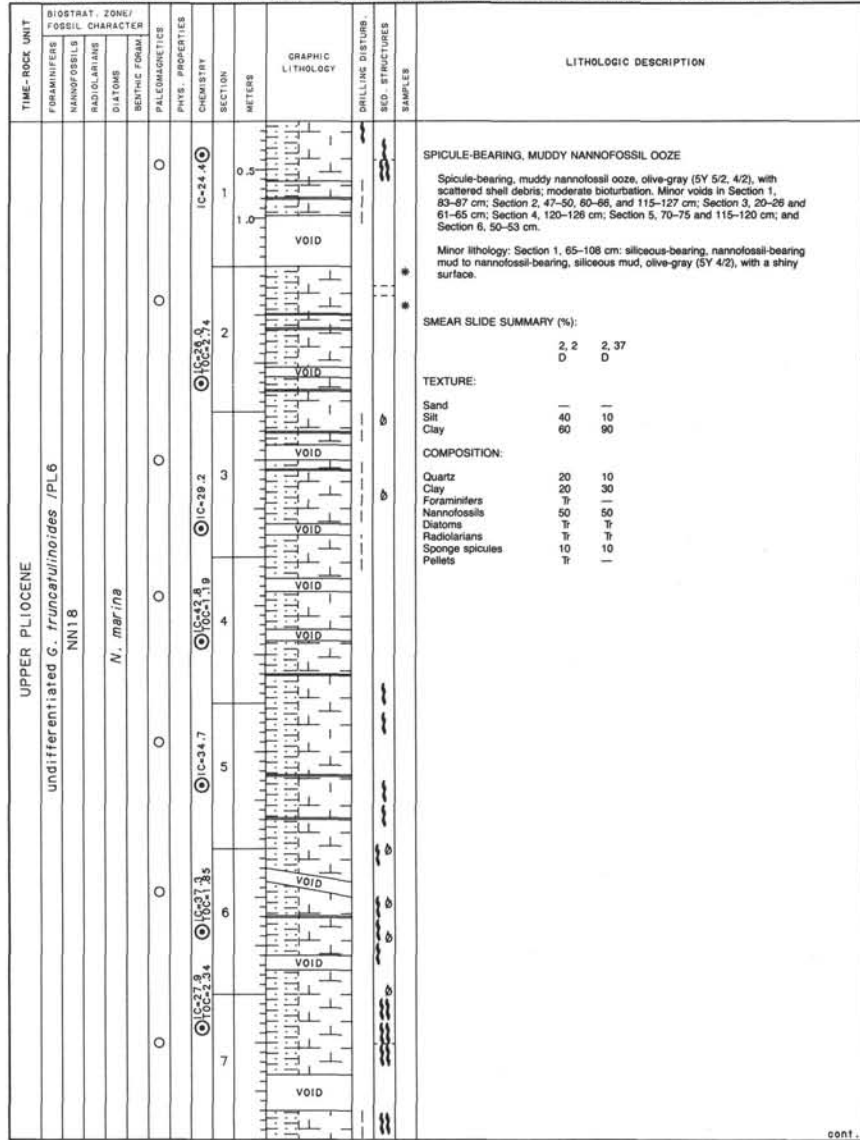 TIME-ROCK UNIT
BIOSTRAT. ZONE/
FOSSIL CHARACTER
FORAMINIFERS
NANNOFOSSILS
RADIOLARIANS
DIATOMS
BENTHIC FORAM.
PALEOMAGNETICS
PHYS. PROPERTIES
CHEMISTRY
SECTION
METERS
GRAPHIC
LITHOLOGY
DRILLING DISTURB.
SED. STRUCTURES
SAMPLES
LITHOLOGIC DESCRIPTION
UPPER PLIOCENE
undifferentiated G. truncatulinoides /PL6
NN18
N. marina
IC=24.4
IC=26.0
TOC=2.74
IC=29.2
IC=42.8
TOC=1.19
IC=34.7
IC=37.3
TOC=1.85
IC=27.9
TOC=2.34
1
2
3
4
5
6
7
0.5
1.0
VOID
VOID
VOID
VOID
VOID
VOID
VOID
VOID
VOID
SPICULE-BEARING, MUDDY NANNOFOSSIL OOZE
Spicule-bearing, muddy nannofossil ooze, olive-gray (5Y 5/2, 4/2), with
scattered shell debris; moderate bioturbation. Minor voids in Section 1,
83–87 cm; Section 2, 47–50, 60–66, and 115–127 cm; Section 3, 20–26 and
61–65 cm; Section 4, 120–126 cm; Section 5, 70–75 and 115–120 cm; and
Section 6, 50–53 cm.
Minor lithology: Section 1, 65–108 cm: siliceous-bearing, nannofossil-bearing
mud to nannofossil-bearing, siliceous mud, olive-gray (5Y 4/2), with a shiny
surface.
SMEAR SLIDE SUMMARY (%):
2, 2 2, 37
D D
TEXTURE:
Sand — —
Silt 40 10
Clay 60 90
COMPOSITION:
Quartz 20 10
Clay 20 30
Foraminifers Tr —
Nannofossils 50 50
Diatoms Tr Tr
Radiolarians Tr Tr
Sponge spicules 10 10
Pellets Tr —
cont.